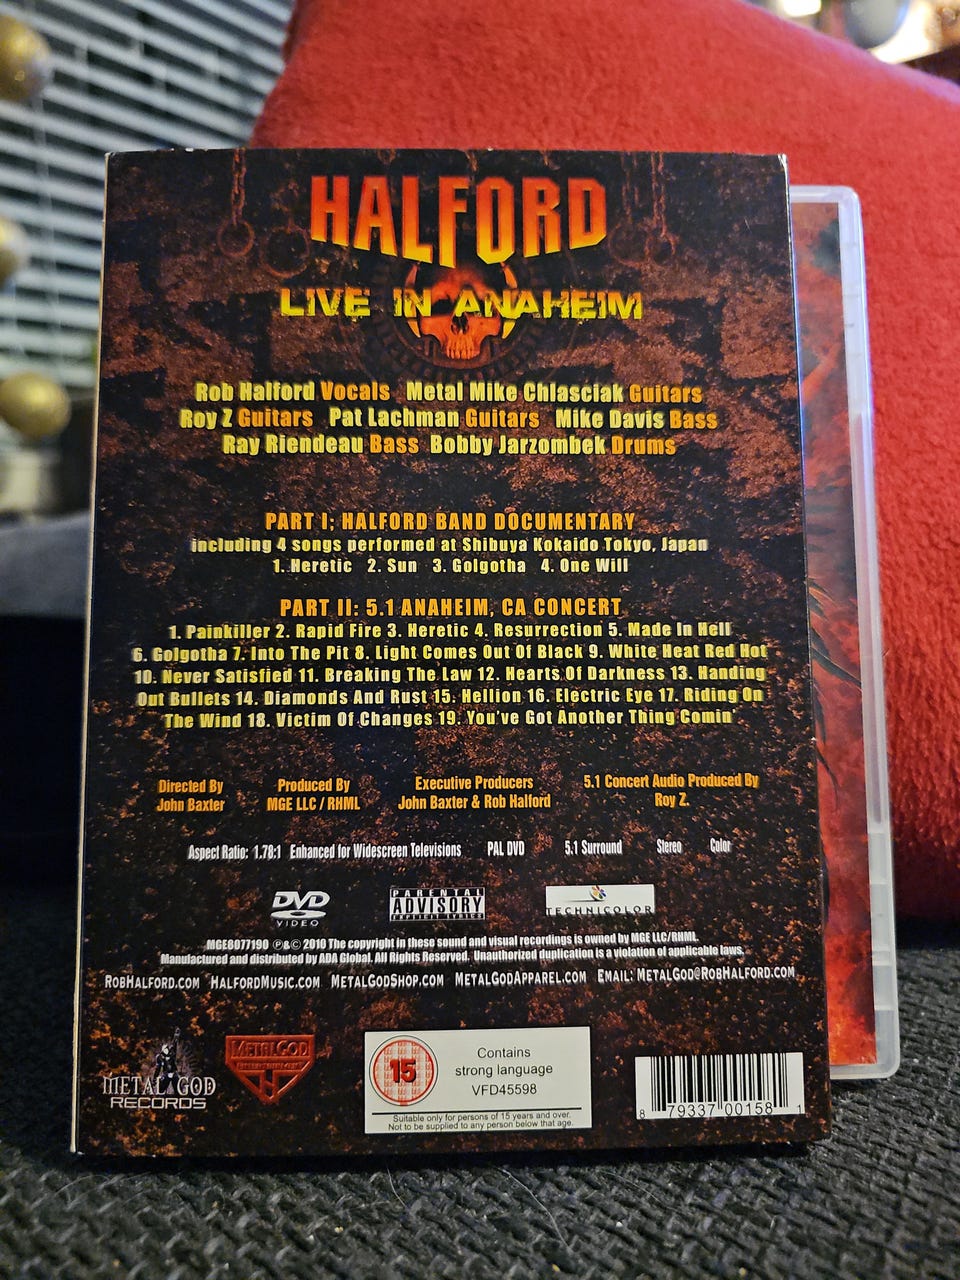 HALFORD
LIVE IN ANAHEIM
Rob Halford Vocals Metal Mike Chlasciak Guitars
Roy Z Guitars Pat Lachman Guitars Mike Davis Bass
Ray Riendeau Bass Bobby Jarzombek Drums
PART I; HALFORD BAND DOCUMENTARY
including 4 songs performed at Shibuya Kokaido Tokyo, Japan
1. Heretic 2. Sun 3. Golgotha 4. One Will
PART II: 5.1 ANAHEIM, CA CONCERT
1. Painkiller 2. Rapid Fire 3. Heretic 4. Resurrection 5. Made In Hell
6. Golgotha 7. Into The Pit 8. Light Comes Out Of Black 9. White Heat Red Hot
10. Never Satisfied 11. Breaking The Law 12. Hearts Of Darkness 13. Handing
Out Bullets 14. Diamonds And Rust 15. Hellion 16. Electric Eye 17. Riding On
The Wind 18. Victim Of Changes 19. You've Got Another Thing Comin'
Directed By
John Baxter
Produced By
MGE LLC / RHML
Executive Producers
John Baxter & Rob Halford
5.1 Concert Audio Produced By
Roy Z.
Aspect Ratio: 1.78:1 Enhanced for Widescreen Televisions PAL DVD 5.1 Surround Stereo Color
DVD
VIDEO
PARENTAL
ADVISORY
EXPLICIT LYRICS
TECHNICOLOR
MGE8077190 ℗&© 2010 The copyright in these sound and visual recordings is owned by MGE LLC/RHML.
Manufactured and distributed by ADA Global. All Rights Reserved. Unauthorized duplication is a violation of applicable laws.
RobHalford.com HalfordMusic.com MetalGodShop.com MetalGodApparel.com Email: MetalGod@RobHalford.com
METAL GOD
RECORDS
METAL GOD
ENTERTAINMENT
15
Contains
strong language
VFD45598
Suitable only for persons of 15 years and over.
Not to be supplied to any person below that age.
8 79337 00158 1